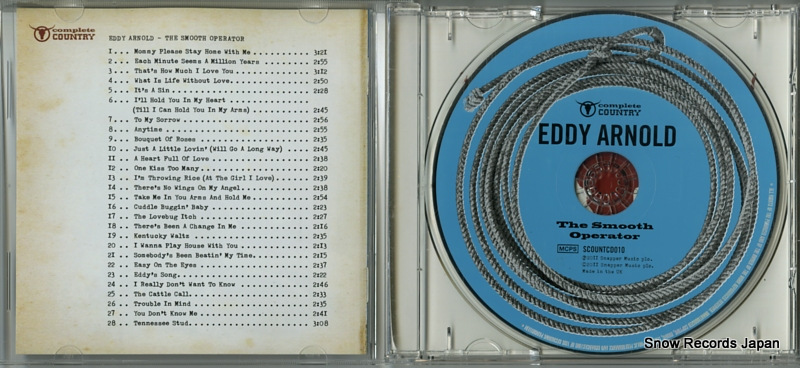 complete
COUNTRY
EDDY ARNOLD - THE SMOOTH OPERATOR
1... Mommy Please Stay Home With Me 3:21
2... Each Minute Seems A Million Years 2:55
3... That's How Much I Love You 3:12
4... What Is Life Without Love 2:50
5... It's A Sin 2:28
6... I'll Hold You In My Heart
(Till I Can Hold You In My Arms) 2:45
7... To My Sorrow 2:56
8... Anytime 2:55
9... Bouquet Of Roses 2:35
10.. Just A Little Lovin' (Will Go A Long Way) 2:45
11.. A Heart Full Of Love 2:38
12.. One Kiss Too Many 2:20
13.. I'm Throwing Rice (At The Girl I Love) 2:39
14.. There's No Wings On My Angel 2:38
15.. Take Me In You Arms And Hold Me 2:54
16.. Cuddle Buggin' Baby 2:23
17.. The Lovebug Itch 2:27
18.. There's Been A Change In Me 2:16
19.. Kentucky Waltz 2:35
20.. I Wanna Play House With You 2:13
21.. Somebody's Been Beatin' My Time 2:15
22.. Easy On The Eyes 2:37
23.. Eddy's Song 2:22
24.. I Really Don't Want To Know 2:46
25.. The Cattle Call 2:33
26.. Trouble In Mind 2:35
27.. You Don't Know Me 2:41
28.. Tennessee Stud 3:08
complete
COUNTRY
EDDY ARNOLD
The Smooth
Operator
MCPS SCOUNTCD010
Snapper Music plc.
Snapper Music plc.
Made in the UK
Snow Records Japan